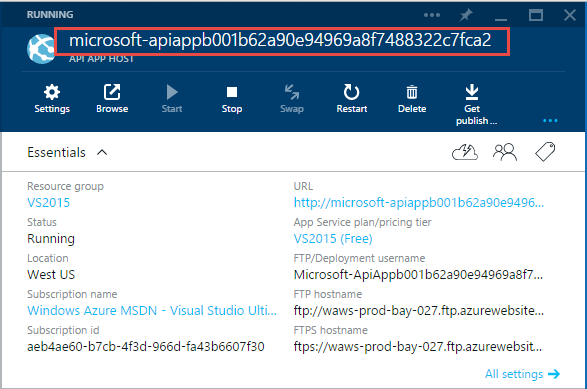 RUNNING
microsoft-apiappb001b62a90e94969a8f7488322c7fca2
API APP HOST
Settings
Browse
Start
Stop
Swap
Restart
Delete
Get publish ...
Essentials
Resource group
VS2015
URL
http://microsoft-apiappb001b62a90e9496...
Status
Running
App Service plan/pricing tier
VS2015 (Free)
Location
West US
FTP/Deployment username
Microsoft-ApiAppb001b62a90e94969a8f7...
Subscription name
Windows Azure MSDN - Visual Studio Ulti...
FTP hostname
ftp://waws-prod-bay-027.ftp.azurewebsite...
Subscription id
aeb4ae60-b7cb-4f3d-966d-fa43b6607f30
FTPS hostname
ftps://waws-prod-bay-027.ftp.azurewebsite...
All settings